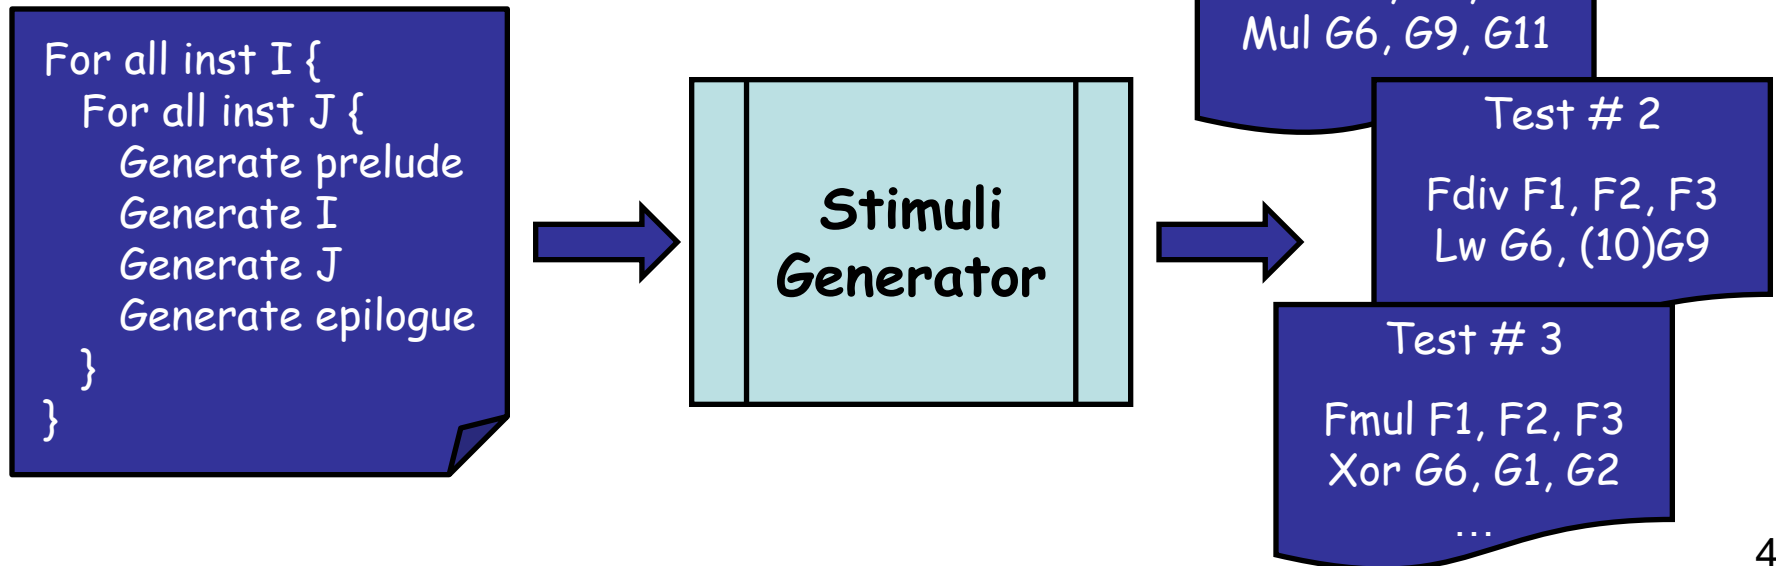 For all inst I {
For all inst J {
Generate prelude
Generate I
Generate J
Generate epilogue
}
}
Stimuli
Generator
Mul G6, G9, G11
Test # 2
Fdiv F1, F2, F3
Lw G6, (10)G9
Test # 3
Fmul F1, F2, F3
Xor G6, G1, G2
...
4